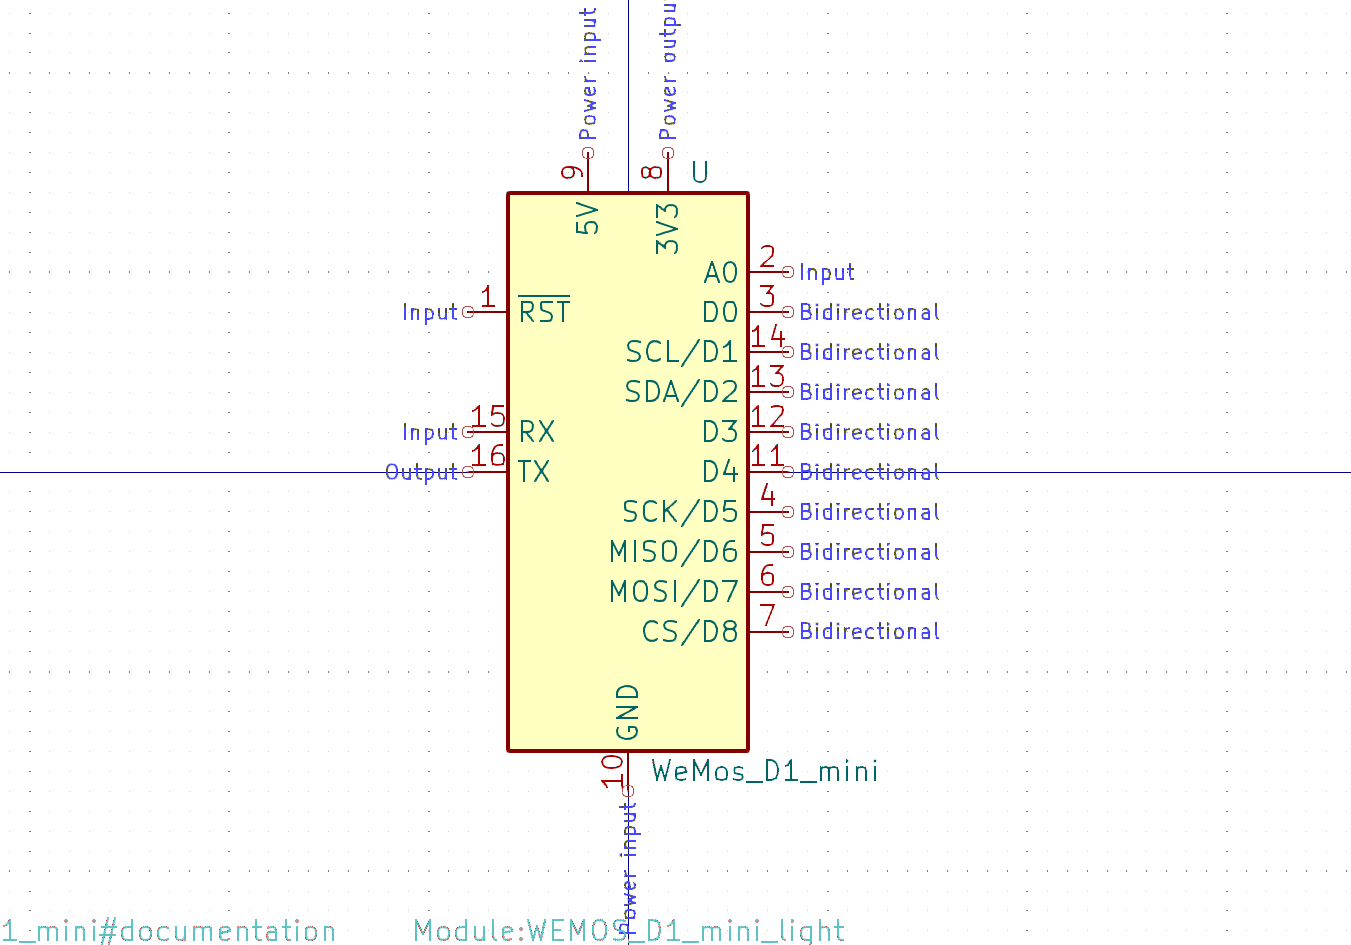 Power input
Power outpu
9
8
U
5V
3V3
A0 2 Input
1 RST Input
D0 3 Bidirectional
SCL/D1 14 Bidirectional
SDA/D2 13 Bidirectional
Input 15 RX
D3 12 Bidirectional
Output 16 TX
D4 11 Bidirectional
SCK/D5 4 Bidirectional
MISO/D6 5 Bidirectional
MOSI/D7 6 Bidirectional
CS/D8 7 Bidirectional
GND
10
WeMos_D1_mini
Power input
1_mini#documentation
Module:WEMOS_D1_mini_light